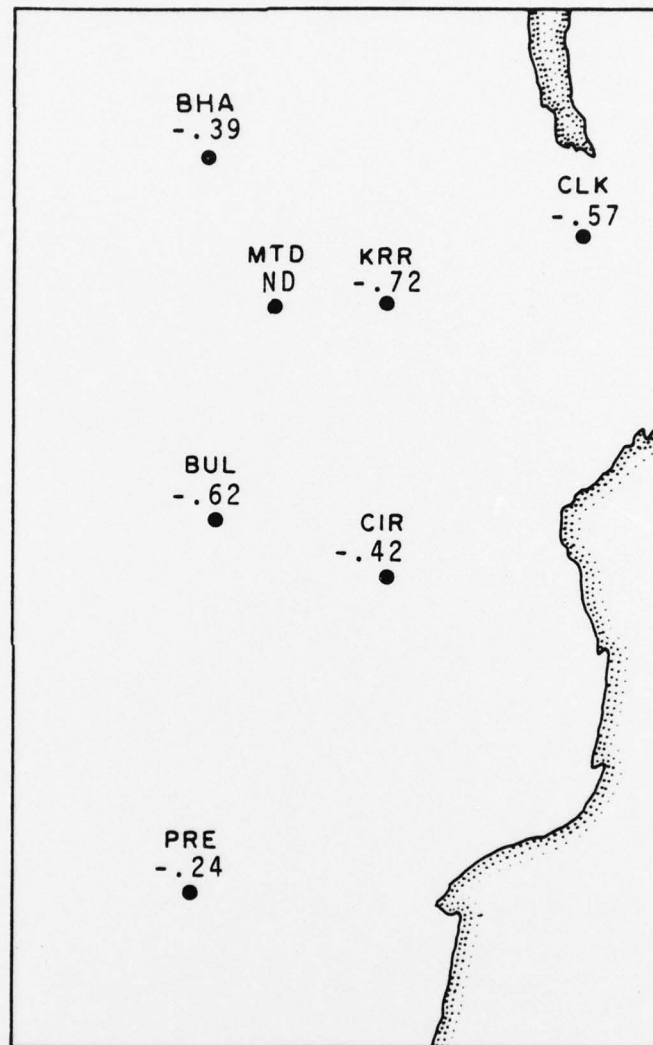 BHA
-.39
CLK
-.57
MTD
ND
KRR
-.72
BUL
-.62
CIR
-.42
PRE
-.24